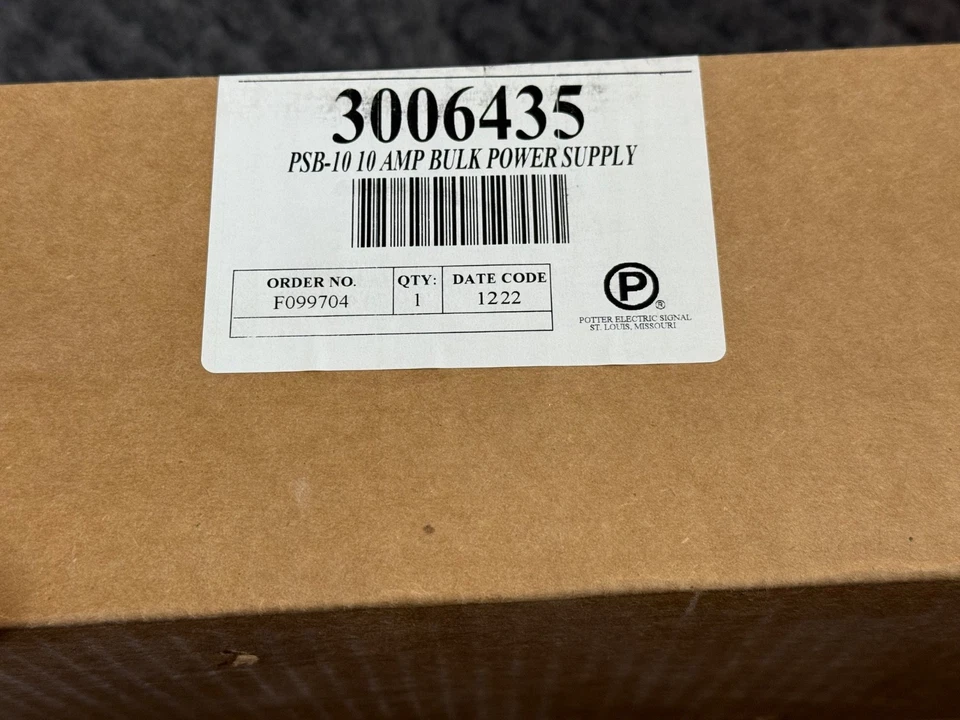 3006435
PSB-10 10 AMP BULK POWER SUPPLY
ORDER NO. QTY: DATE CODE
F099704 1 1222
P
®
POTTER ELECTRIC SIGNAL
ST. LOUIS, MISSOURI